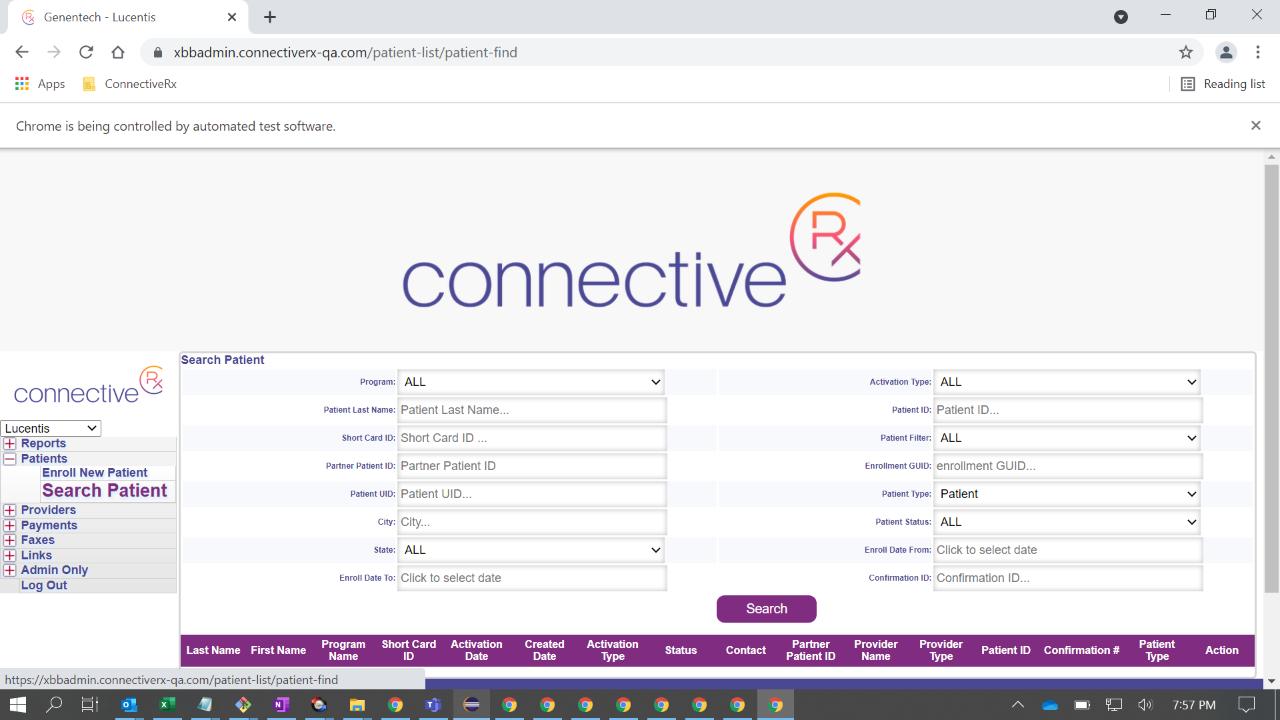 Genentech - Lucentis
xbbadmin.connectiverx-qa.com/patient-list/patient-find
Apps
ConnectiveRx
Reading list
Chrome is being controlled by automated test software.
connective Rx
connective Rx
Lucentis
Reports
Patients
Enroll New Patient
Search Patient
Providers
Payments
Faxes
Links
Admin Only
Log Out
Search Patient
Program: ALL Activation Type: ALL
Patient Last Name: Patient Last Name... Patient ID: Patient ID...
Short Card ID: Short Card ID ... Patient Filter: ALL
Partner Patient ID: Partner Patient ID Enrollment GUID: enrollment GUID...
Patient UID: Patient UID... Patient Type: Patient
City: City... Patient Status: ALL
State: ALL Enroll Date From: Click to select date
Enroll Date To: Click to select date Confirmation ID: Confirmation ID...
Search
Last Name First Name Program Name Short Card ID Activation Date Created Date Activation Type Status Contact Partner Patient ID Provider Name Provider Type Patient ID Confirmation # Patient Type Action
https://xbbadmin.connectiverx-qa.com/patient-list/patient-find
7:57 PM